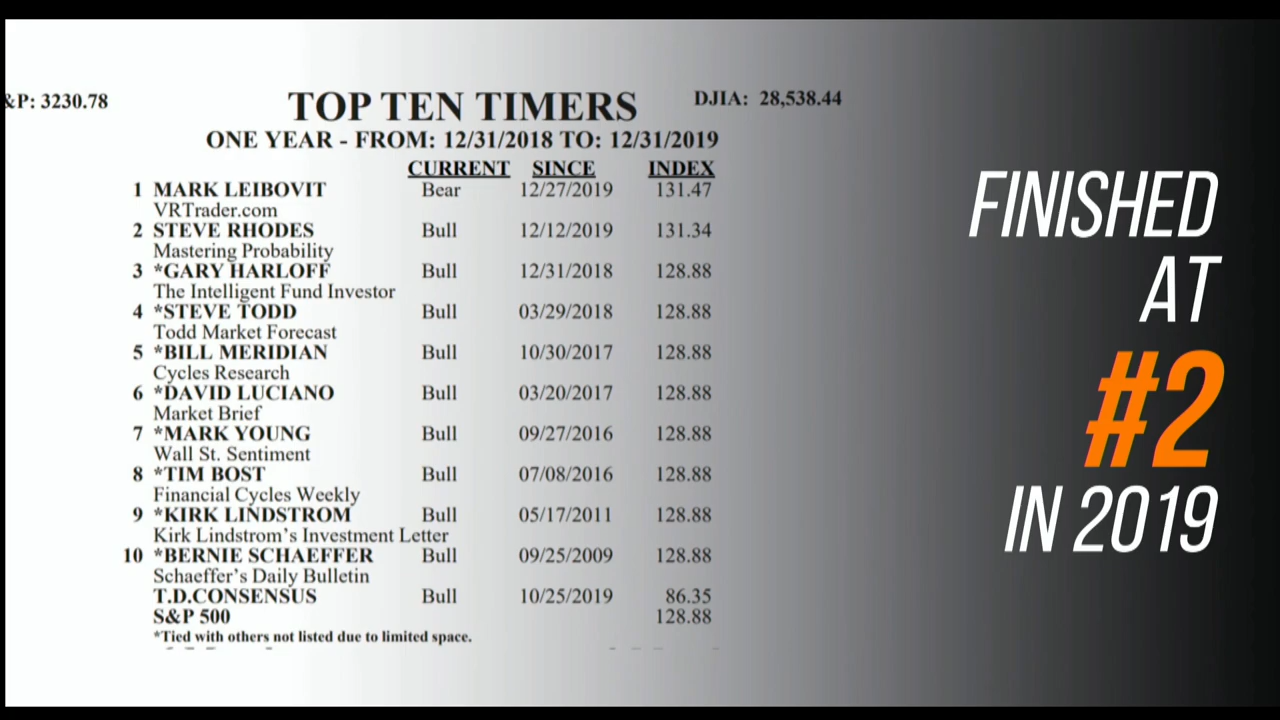 &P: 3230.78
TOP TEN TIMERS
DJIA: 28,538.44
ONE YEAR - FROM: 12/31/2018 TO: 12/31/2019
CURRENT SINCE INDEX
1 MARK LEIBOVIT Bear 12/27/2019 131.47
VRTrader.com
2 STEVE RHODES Bull 12/12/2019 131.34
Mastering Probability
3 *GARY HARLOFF Bull 12/31/2018 128.88
The Intelligent Fund Investor
4 *STEVE TODD Bull 03/29/2018 128.88
Todd Market Forecast
5 *BILL MERIDIAN Bull 10/30/2017 128.88
Cycles Research
6 *DAVID LUCIANO Bull 03/20/2017 128.88
Market Brief
7 *MARK YOUNG Bull 09/27/2016 128.88
Wall St. Sentiment
8 *TIM BOST Bull 07/08/2016 128.88
Financial Cycles Weekly
9 *KIRK LINDSTROM Bull 05/17/2011 128.88
Kirk Lindstrom's Investment Letter
10 *BERNIE SCHAEFFER Bull 09/25/2009 128.88
Schaeffer's Daily Bulletin
T.D.CONSENSUS Bull 10/25/2019 86.35
S&P 500 128.88
*Tied with others not listed due to limited space.
FINISHED
AT
#2
IN 2019